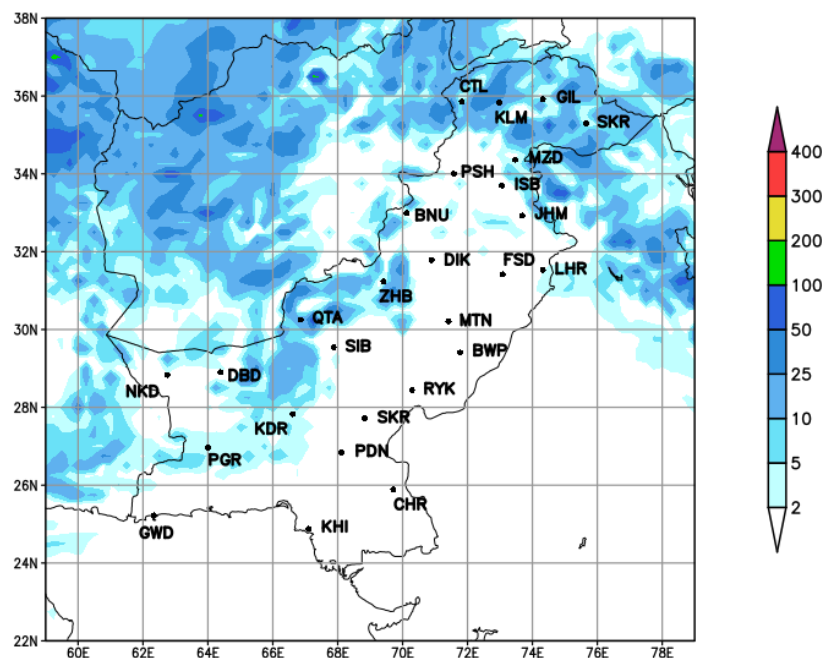 38N
36N
34N
32N
30N
28N
26N
24N
22N
CTL
GIL
KLM
SKR
MZD
PSH
ISB
BNU
JHM
DIK
FSD
LHR
ZHB
QTA
MTN
SIB
BWP
DBD
NKD
RYK
KDR
SKR
PDN
PGR
CHR
GWD
KHI
60E 62E 64E 66E 68E 70E 72E 74E 76E 78E
400
300
200
100
50
25
10
5
2